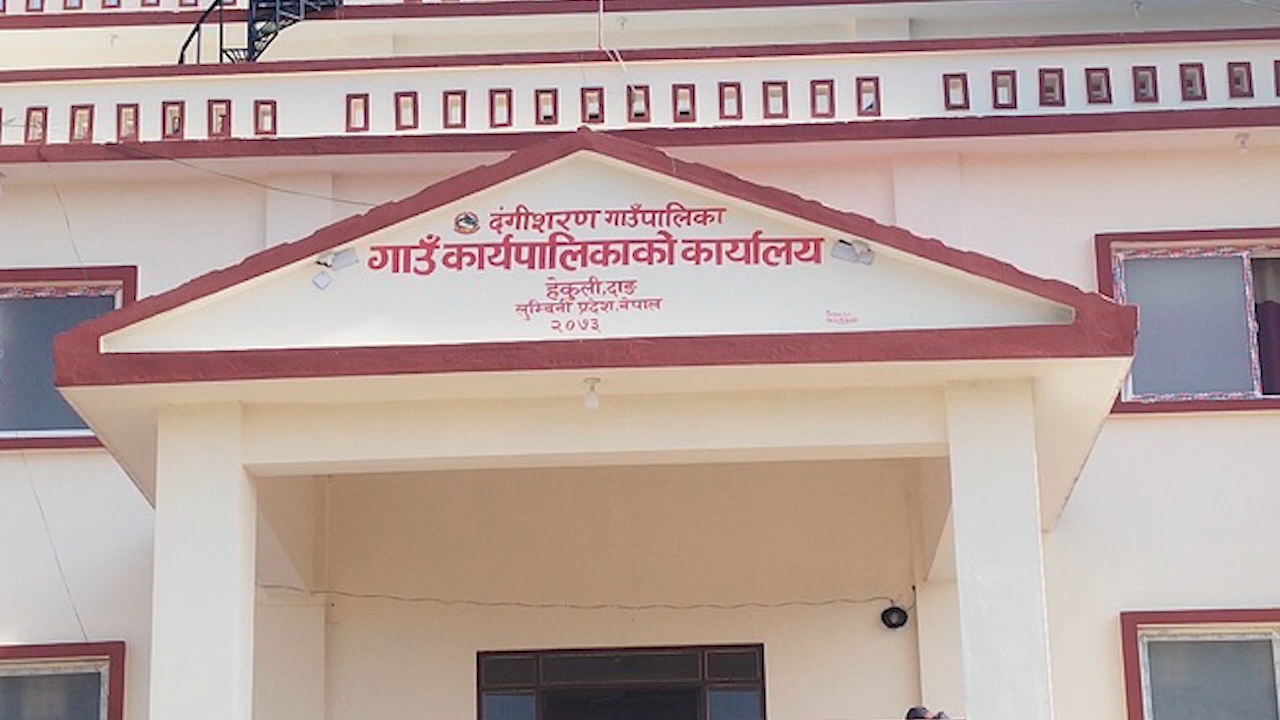 दंगीशरण गाउँपालिका
गाउँ कार्यपालिकाको कार्यालय
हेकुली,दाङ
लुम्बिनी प्रदेश,नेपाल
२०७३